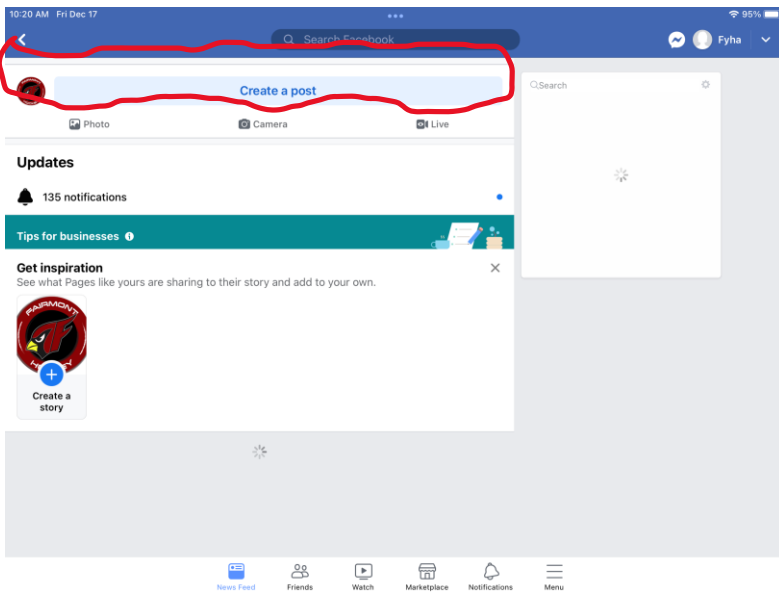 10:20 AM Fri Dec 17
95%
Search Facebook
Fyha
Create a post
Search
Photo
Camera
Live
Updates
135 notifications
Tips for businesses
Get inspiration
See what Pages like yours are sharing to their story and add to your own.
FAIRMONT
F
HOCKEY
Create a
story
News Feed
Friends
Watch
Marketplace
Notifications
Menu